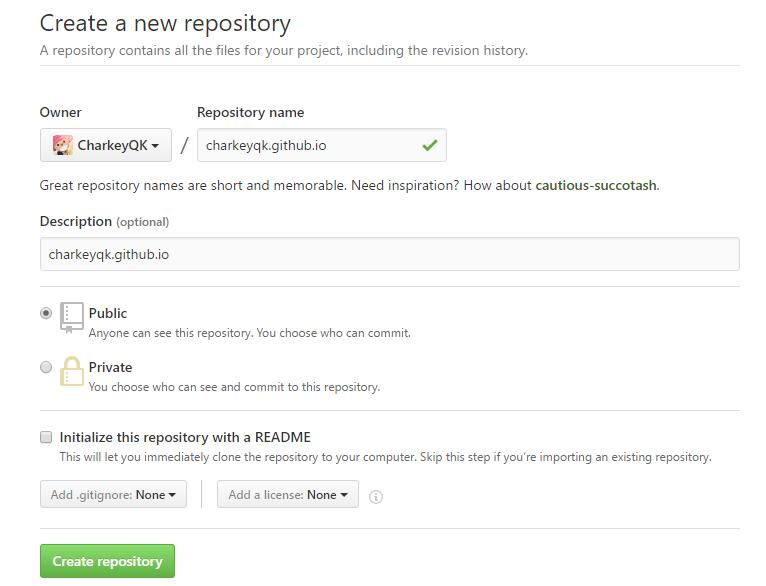 Create a new repository
A repository contains all the files for your project, including the revision history.
Owner
Repository name
CharkeyQK
/
charkeyqk.github.io
Great repository names are short and memorable. Need inspiration? How about cautious-succotash.
Description (optional)
charkeyqk.github.io
Public
Anyone can see this repository. You choose who can commit.
Private
You choose who can see and commit to this repository.
Initialize this repository with a README
This will let you immediately clone the repository to your computer. Skip this step if you’re importing an existing repository.
Add .gitignore: None
Add a license: None
Create repository